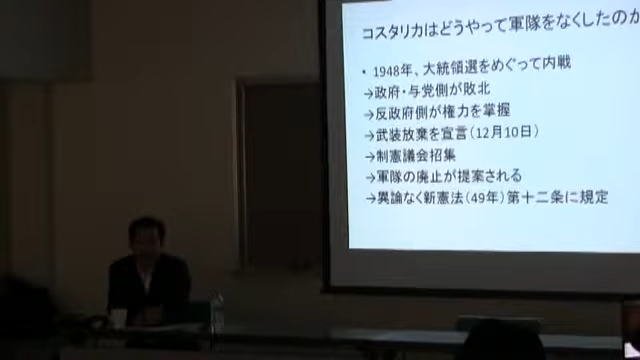 コスタリカはどうやって軍隊をなくしたのか
• 1948年、大統領選をめぐって内戦
→政府・与党側が敗北
→反政府側が権力を掌握
→武装放棄を宣言(12月10日)
→制憲議会招集
→軍隊の廃止が提案される
→異論なく新憲法(49年)第十二条に規定